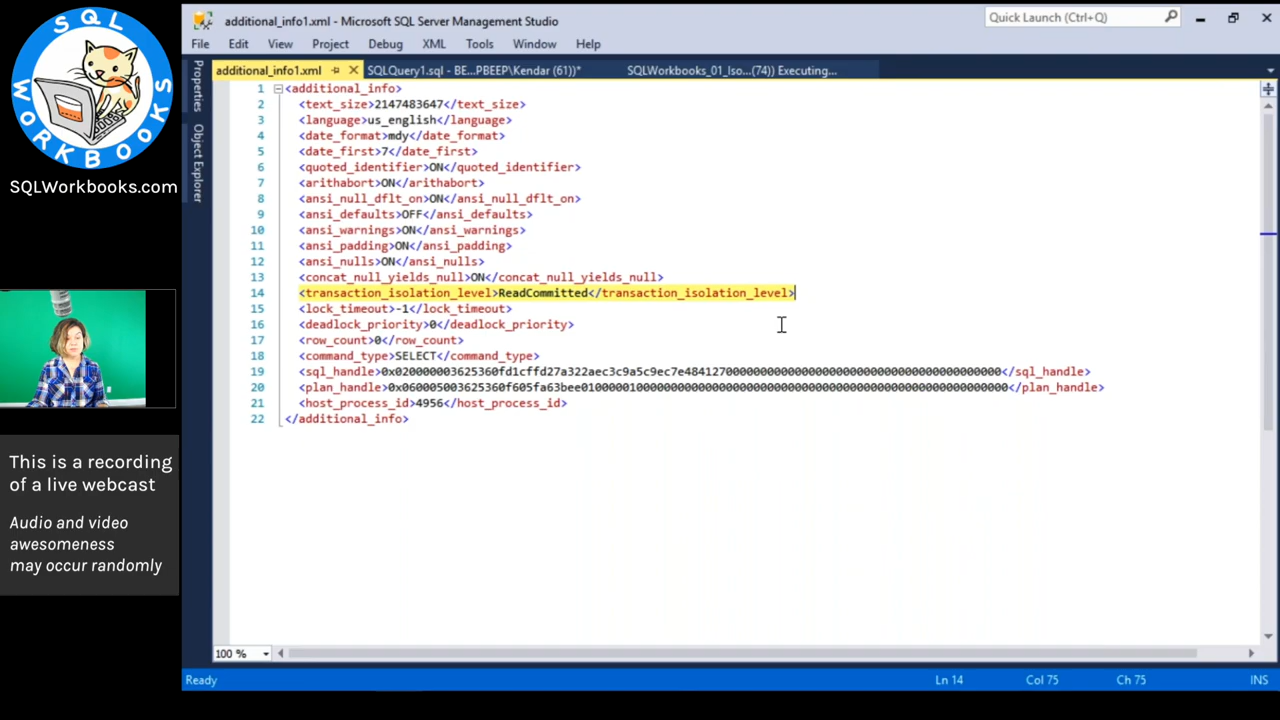 SQL
WORKBOOKS
SQLWorkbooks.com
This is a recording
of a live webcast
Audio and video
awesomeness
may occur randomly
additional_info1.xml - Microsoft SQL Server Management Studio
Quick Launch (Ctrl+Q)
File Edit View Project Debug XML Tools Window Help
additional_info1.xml SQLQuery1.sql - BE...PBEEP\Kendar (61))* SQLWorkbooks_01_Iso...(74)) Executing...
Properties
Object Explorer
1 <additional_info>
2 <text_size>2147483647</text_size>
3 <language>us_english</language>
4 <date_format>mdy</date_format>
5 <date_first>7</date_first>
6 <quoted_identifier>ON</quoted_identifier>
7 <arithabort>ON</arithabort>
8 <ansi_null_dflt_on>ON</ansi_null_dflt_on>
9 <ansi_defaults>OFF</ansi_defaults>
10 <ansi_warnings>ON</ansi_warnings>
11 <ansi_padding>ON</ansi_padding>
12 <ansi_nulls>ON</ansi_nulls>
13 <concat_null_yields_null>ON</concat_null_yields_null>
14 <transaction_isolation_level>ReadCommitted</transaction_isolation_level>
15 <lock_timeout>-1</lock_timeout>
16 <deadlock_priority>0</deadlock_priority>
17 <row_count>0</row_count>
18 <command_type>SELECT</command_type>
19 <sql_handle></sql_handle>
20 <plan_handle></plan_handle>
21 <host_process_id>4956</host_process_id>
22 </additional_info>
100 %
Ready Ln 14 Col 75 Ch 75 INS